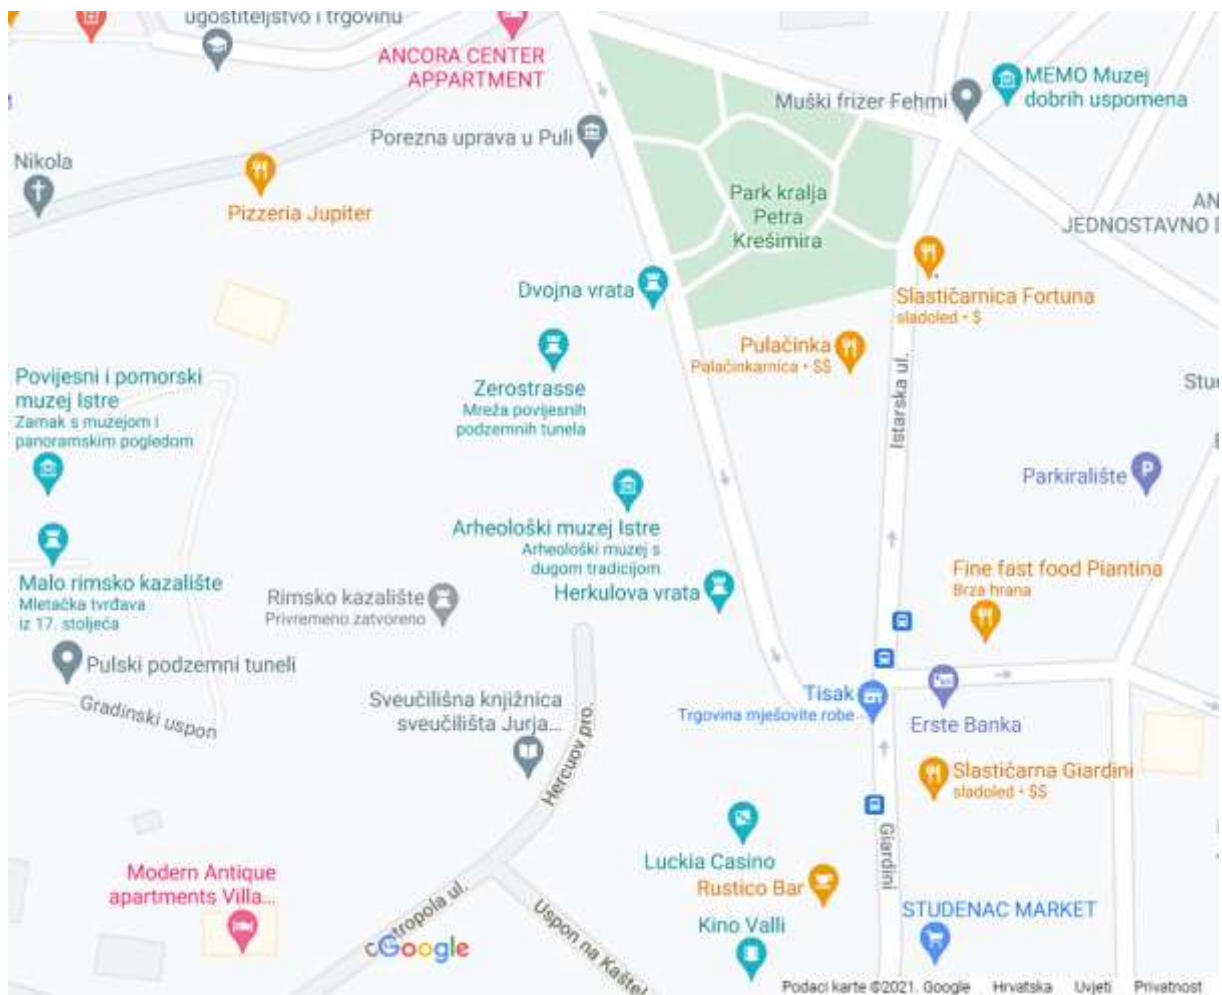 ugostiteljstvo i trgovinu
ANCORA CENTER
APPARTMENT
MEMO Muzej
dobrih uspomena
Muški frizer Fehmi
Porezna uprava u Puli
Nikola
Pizzeria Jupiter
Park kralja
Petra
Krešimira
AN
JEDNOSTAVNO
Dvojna vrata
Slastičarnica Fortuna
sladoled • $
Pulačinka
Palačinkarnica • $$
Zerostrasse
Mreža povijesnih
podzemnih tunela
Povijesni i pomorski
muzej Istre
Zamak s muzejom i
panoramskim pogledom
Istarska ul.
Stu
P
Parkiralište
Arheološki muzej Istre
Arheološki muzej s
dugom tradicijom
Herkulova vrata
Malo rimsko kazalište
Mletačka tvrđava
iz 17. stoljeća
Rimsko kazalište
Privremeno zatvoreno
Fine fast food Piantina
Brza hrana
Pulski podzemni tuneli
Gradinski uspon
Sveučilišna knjižnica
sveučilišta Jurja...
Hercuov pro.
Tisak
Trgovina mješovite robe
Erste Banka
Slastičarna Giardini
sladoled • $$
Giardini
Luckia Casino
Rustico Bar
Modern Antique
apartments Villa...
tropola ul.
Uspon na Kaštel
Kino Valli
STUDENAC MARKET
Google
Podaci karte ©2021. Google Hrvatska Uvjeti Privatnost